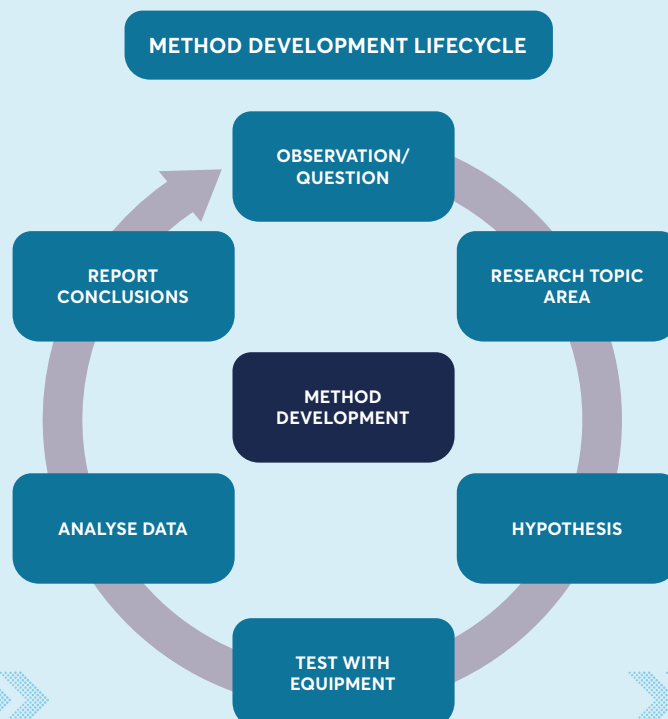 METHOD DEVELOPMENT LIFECYCLE
OBSERVATION/
QUESTION
RESEARCH TOPIC
AREA
HYPOTHESIS
TEST WITH
EQUIPMENT
ANALYSE DATA
REPORT
CONCLUSIONS
METHOD
DEVELOPMENT